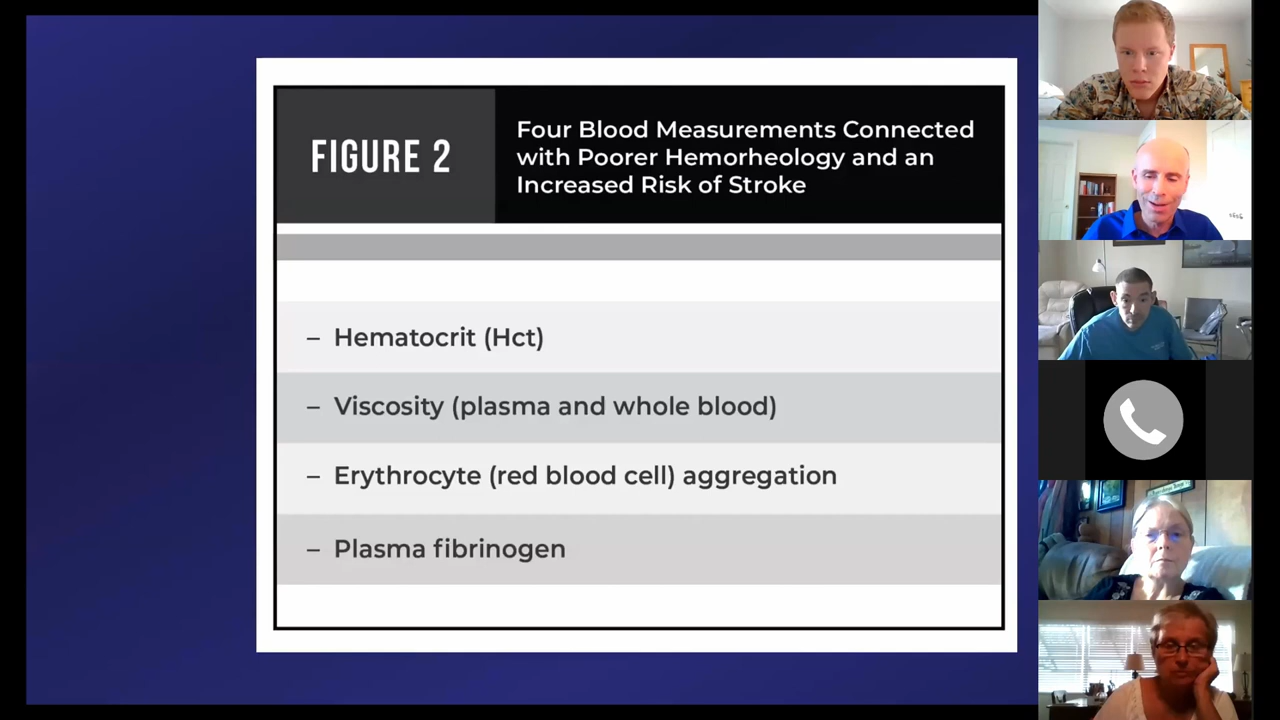 FIGURE 2
Four Blood Measurements Connected
with Poorer Hemorheology and an
Increased Risk of Stroke
– Hematocrit (Hct)
– Viscosity (plasma and whole blood)
– Erythrocyte (red blood cell) aggregation
– Plasma fibrinogen